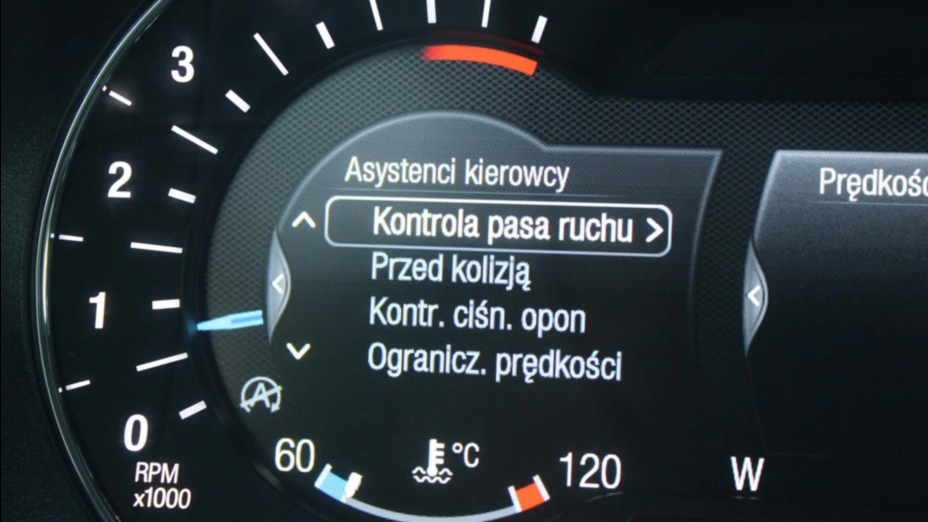 3
2
1
0
RPM
x1000
Asystenci kierowcy
Kontrola pasa ruchu
Przed kolizją
Kontr. ciśn. opon
Ogranicz. prędkości
60
°C
120
Prędkoś
W